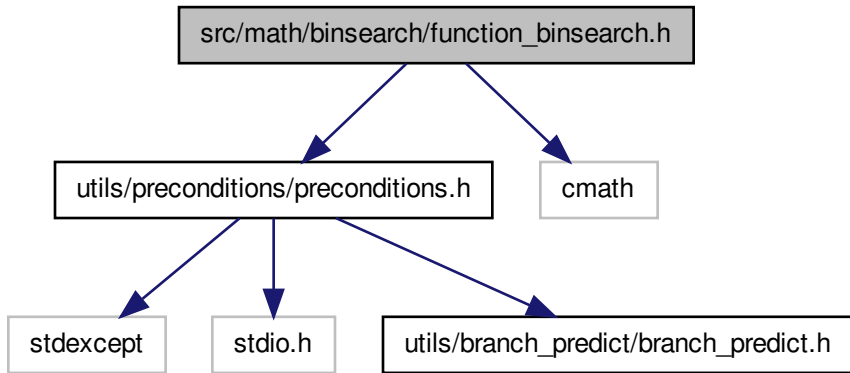 src/math/binsearch/function_binsearch.h
utils/preconditions/preconditions.h
cmath
stdexcept
stdio.h
utils/branch_predict/branch_predict.h